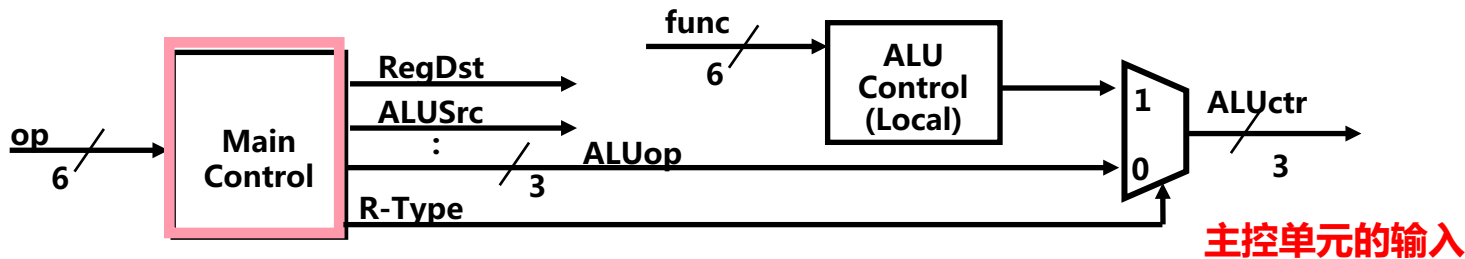 func
6
ALU
Control
(Local)
RegDst
ALUSrc
:
op
6
Main
Control
ALUop
3
R-Type
1
0
ALUctr
3
主控单元的输入